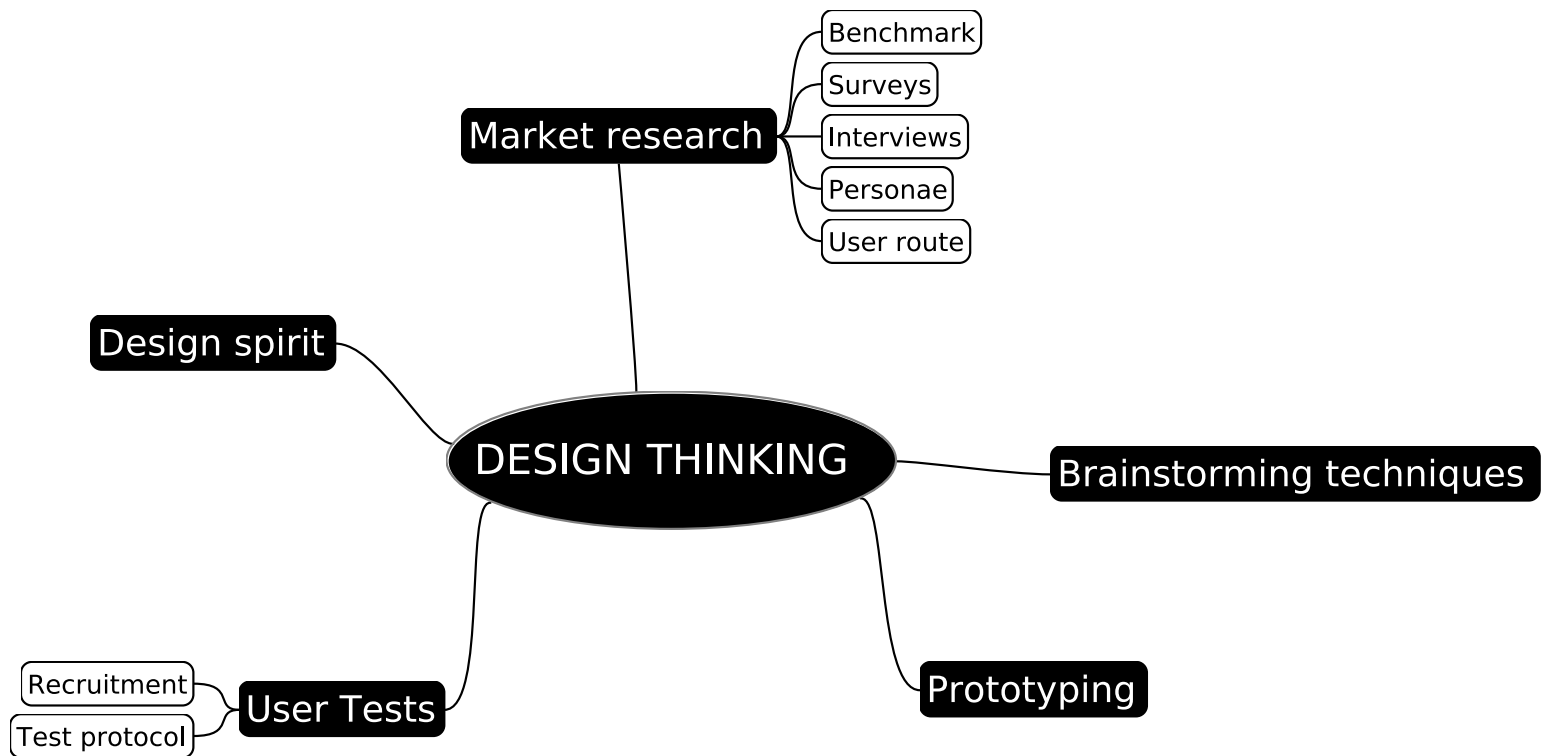 Benchmark
Surveys
Market research
Interviews
Personae
User route
Design spirit
DESIGN THINKING
Brainstorming techniques
Recruitment
User Tests
Test protocol
Prototyping